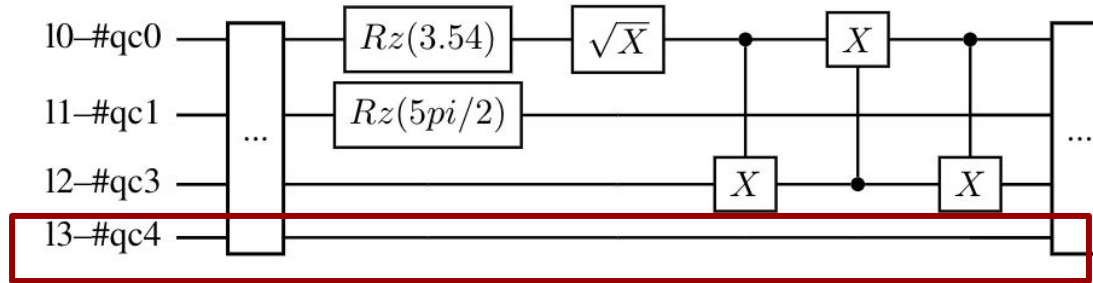 l0–#qc0 Rz(3.54) √X X
l1–#qc1 ... Rz(5pi/2) ...
l2–#qc3 X X
l3–#qc4